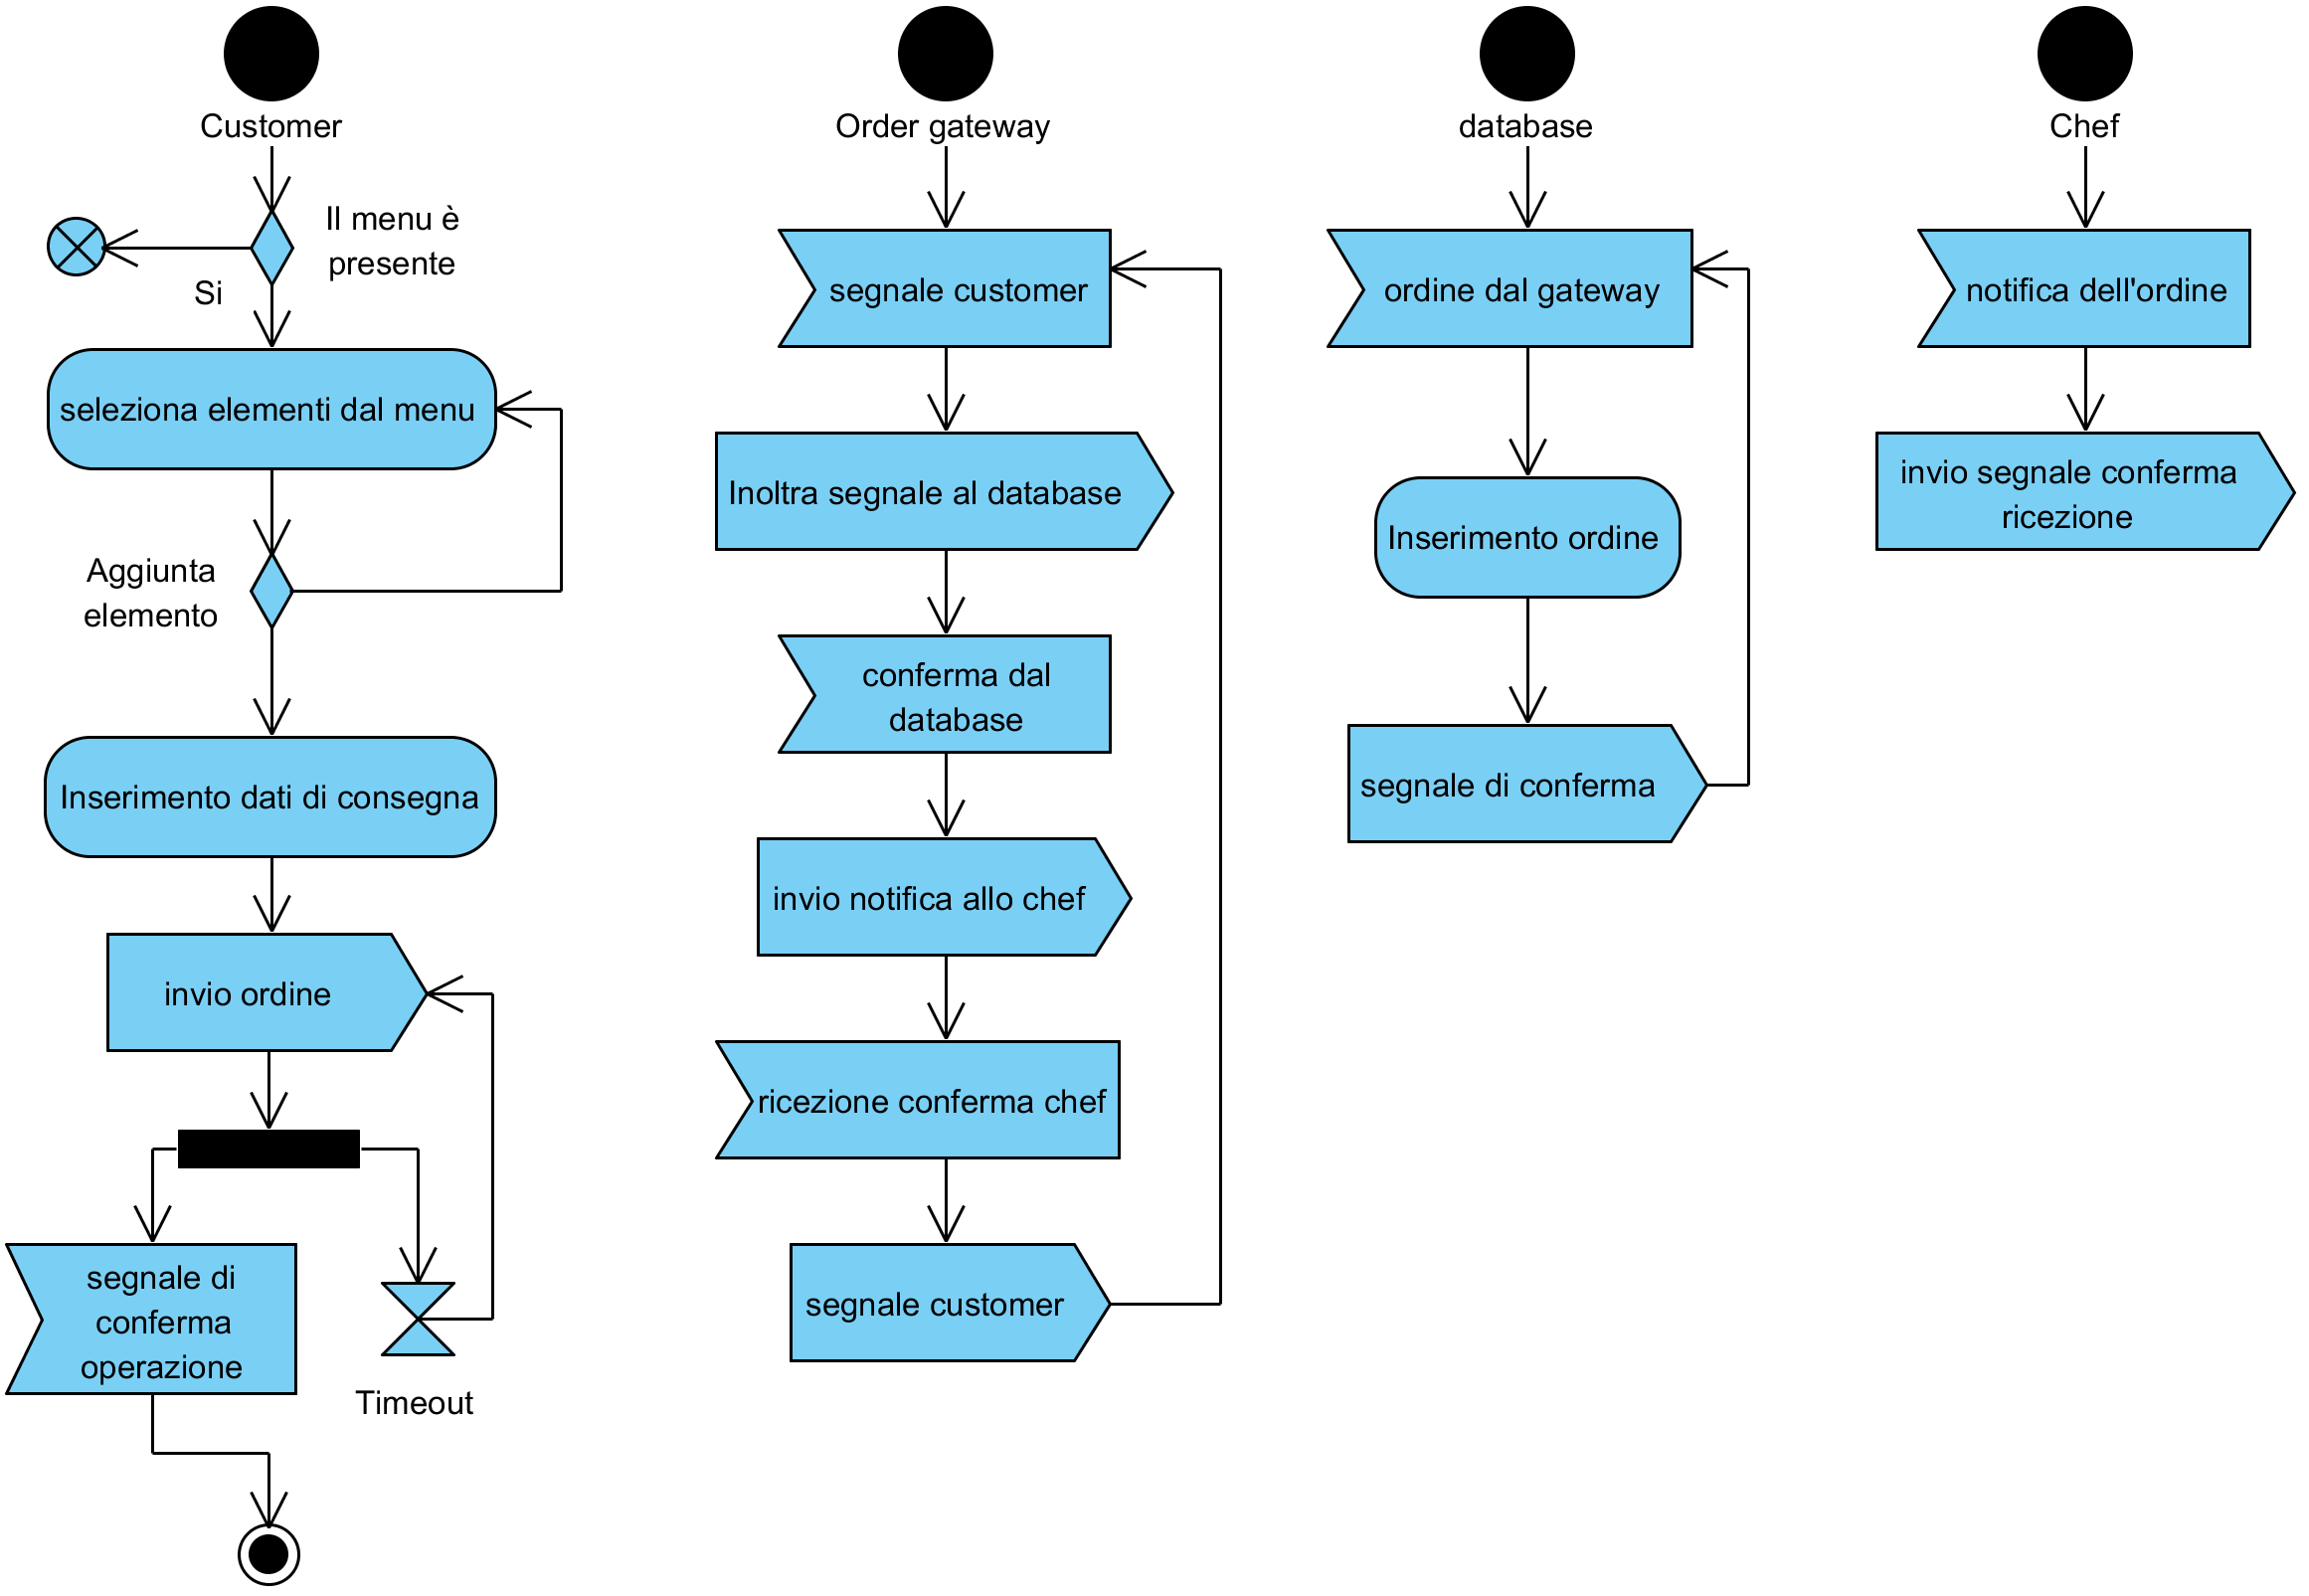 Customer
Il menu è
presente
Si
seleziona elementi dal menu
Aggiunta
elemento
Inserimento dati di consegna
invio ordine
segnale di
conferma
operazione
Timeout
Order gateway
segnale customer
Inoltra segnale al database
conferma dal
database
invio notifica allo chef
ricezione conferma chef
segnale customer
database
ordine dal gateway
Inserimento ordine
segnale di conferma
Chef
notifica dell'ordine
invio segnale conferma
ricezione